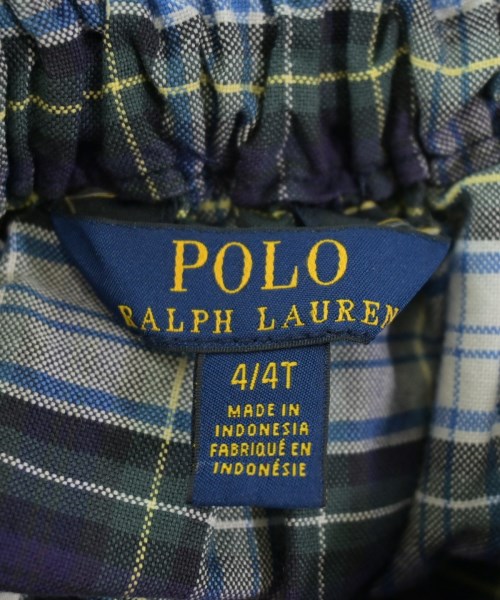 POLO
RALPH LAUREN
4/4T
MADE IN
INDONESIA
FABRIQUÉ EN
INDONÉSIE